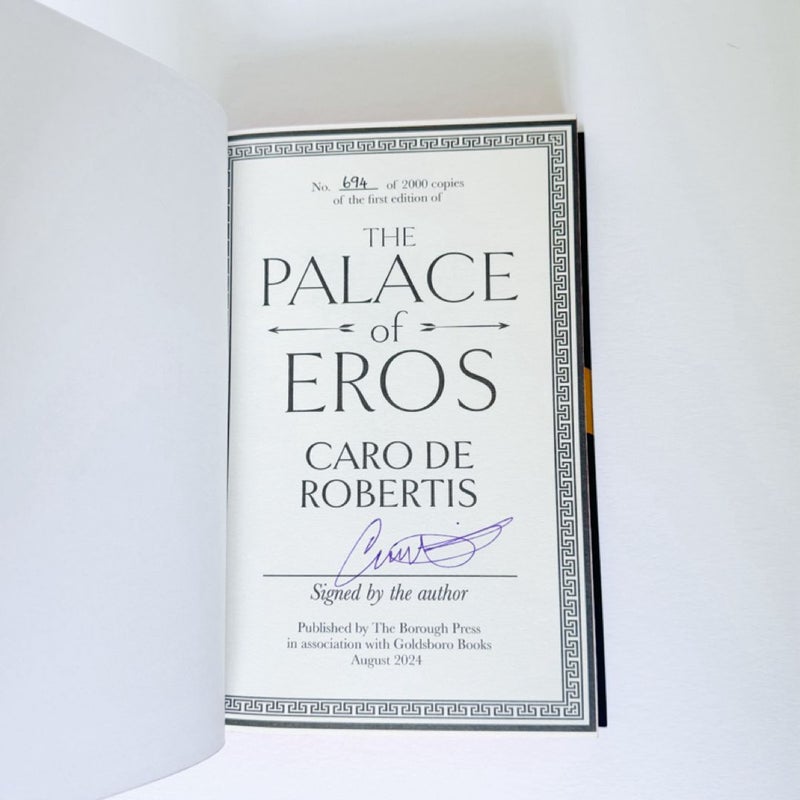 No. 694 of 2000 copies
of the first edition of
THE
PALACE
of
EROS
CARO DE
ROBERTIS
Signed by the author
Published by The Borough Press
in association with Goldsboro Books
August 2024